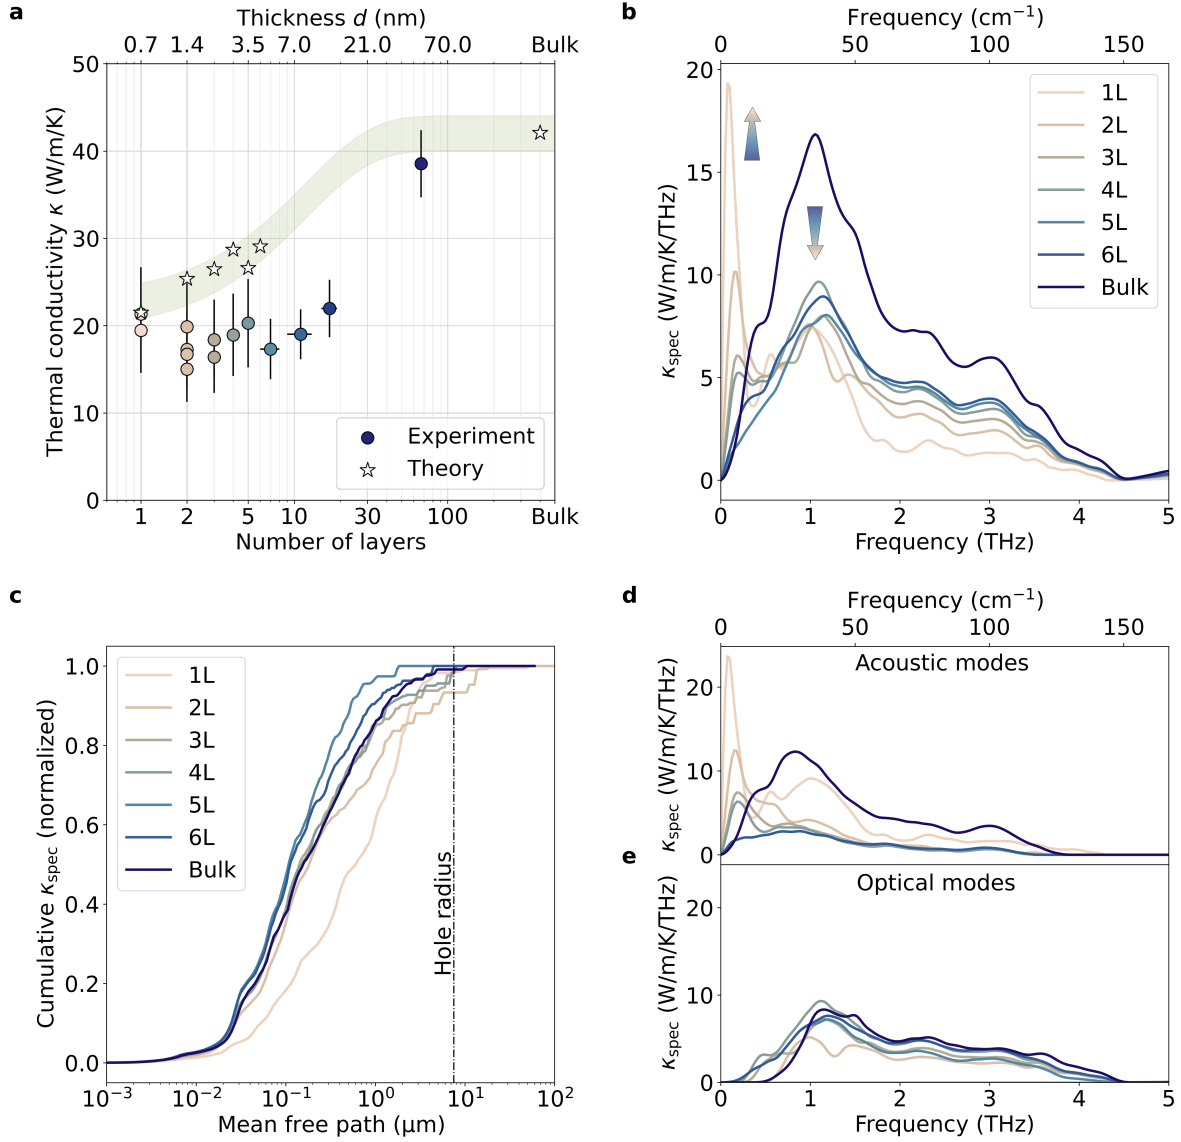 a
Thickness d (nm)
0.7 1.4 3.5 7.0 21.0 70.0 Bulk
Thermal conductivity κ (W/m/K)
50
40
30
20
10
0
Experiment
Theory
1 2 5 10 30 100 Bulk
Number of layers
b
Frequency (cm⁻¹)
0 50 100 150
κspec (W/m/K/THz)
20
15
10
5
0
1L
2L
3L
4L
5L
6L
Bulk
0 1 2 3 4 5
Frequency (THz)
c
Cumulative κspec (normalized)
1.0
0.8
0.6
0.4
0.2
0.0
1L
2L
3L
4L
5L
6L
Bulk
Hole radius
10⁻³ 10⁻² 10⁻¹ 10⁰ 10¹ 10²
Mean free path (μm)
d
Frequency (cm⁻¹)
0 50 100 150
Acoustic modes
κspec (W/m/K/THz)
20
10
0
e
Optical modes
κspec (W/m/K/THz)
20
10
0
0 1 2 3 4 5
Frequency (THz)